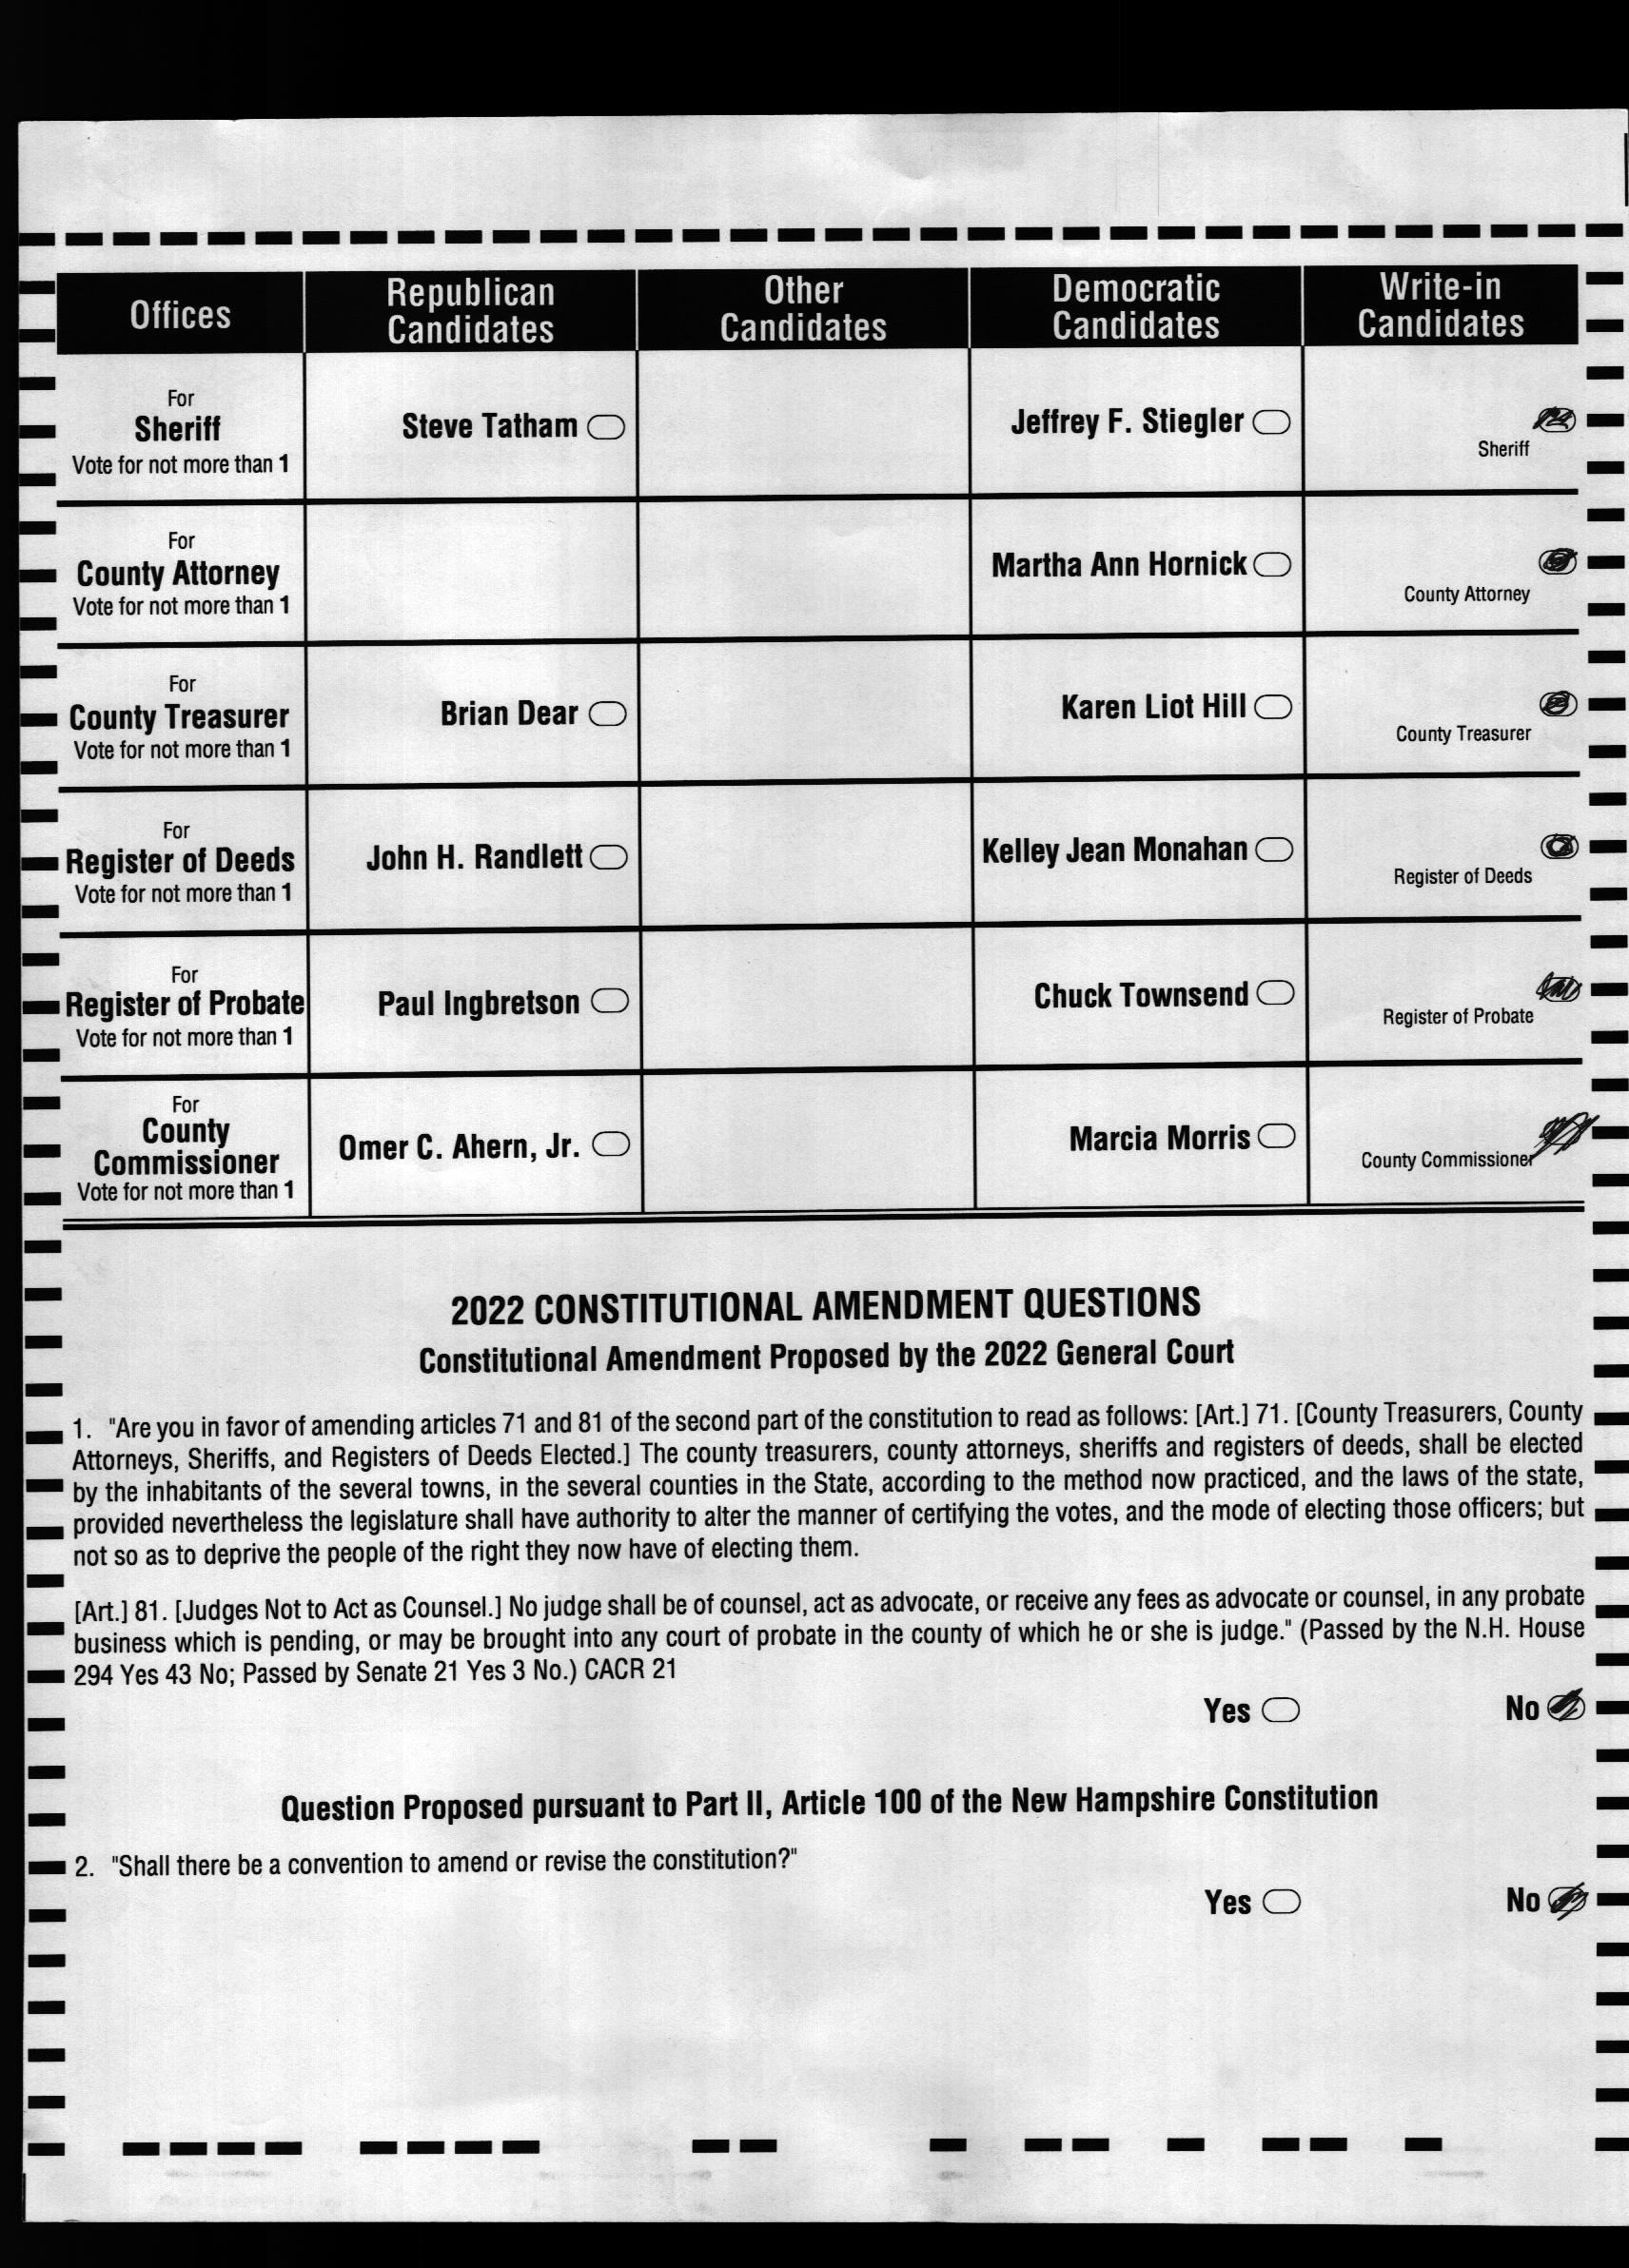 Offices
Republican
Candidates
Other
Candidates
Democratic
Candidates
Write-in
Candidates
For
Sheriff
Vote for not more than 1
Steve Tatham
Jeffrey F. Stiegler
Sheriff
For
County Attorney
Vote for not more than 1
Martha Ann Hornick
County Attorney
For
County Treasurer
Vote for not more than 1
Brian Dear
Karen Liot Hill
County Treasurer
For
Register of Deeds
Vote for not more than 1
John H. Randlett
Kelley Jean Monahan
Register of Deeds
For
Register of Probate
Vote for not more than 1
Paul Ingbretson
Chuck Townsend
Register of Probate
For
County
Commissioner
Vote for not more than 1
Omer C. Ahern, Jr.
Marcia Morris
County Commissioner
2022 CONSTITUTIONAL AMENDMENT QUESTIONS
Constitutional Amendment Proposed by the 2022 General Court
1. "Are you in favor of amending articles 71 and 81 of the second part of the constitution to read as follows: [Art.] 71. [County Treasurers, County
Attorneys, Sheriffs, and Registers of Deeds Elected.] The county treasurers, county attorneys, sheriffs and registers of deeds, shall be elected
by the inhabitants of the several towns, in the several counties in the State, according to the method now practiced, and the laws of the state,
provided nevertheless the legislature shall have authority to alter the manner of certifying the votes, and the mode of electing those officers; but
not so as to deprive the people of the right they now have of electing them.
[Art.] 81. [Judges Not to Act as Counsel.] No judge shall be of counsel, act as advocate, or receive any fees as advocate or counsel, in any probate
business which is pending, or may be brought into any court of probate in the county of which he or she is judge." (Passed by the N.H. House
294 Yes 43 No; Passed by Senate 21 Yes 3 No.) CACR 21
Yes No
Question Proposed pursuant to Part II, Article 100 of the New Hampshire Constitution
2. "Shall there be a convention to amend or revise the constitution?"
Yes No